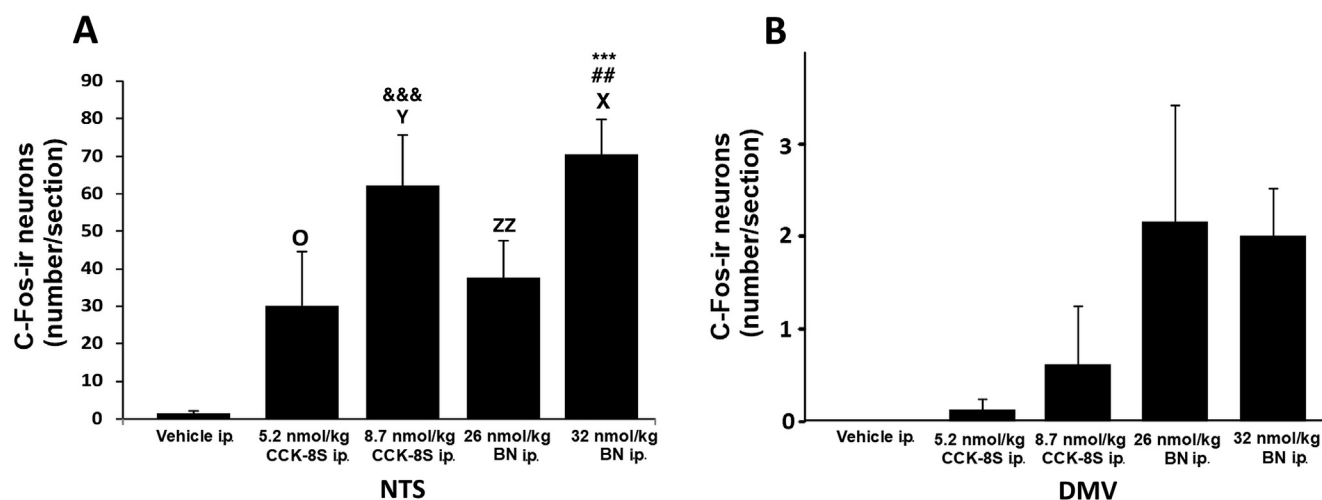 A
C-Fos-ir neurons
(number/section)
90
80
70
60
50
40
30
20
10
0
O
&&&
Y
ZZ
***
##
X
Vehicle ip.
5.2 nmol/kg
CCK-8S ip.
8.7 nmol/kg
CCK-8S ip.
26 nmol/kg
BN ip.
32 nmol/kg
BN ip.
NTS
B
C-Fos-ir neurons
(number/section)
3
2
1
0
Vehicle ip.
5.2 nmol/kg
CCK-8S ip.
8.7 nmol/kg
CCK-8S ip.
26 nmol/kg
BN ip.
32 nmol/kg
BN ip.
DMV